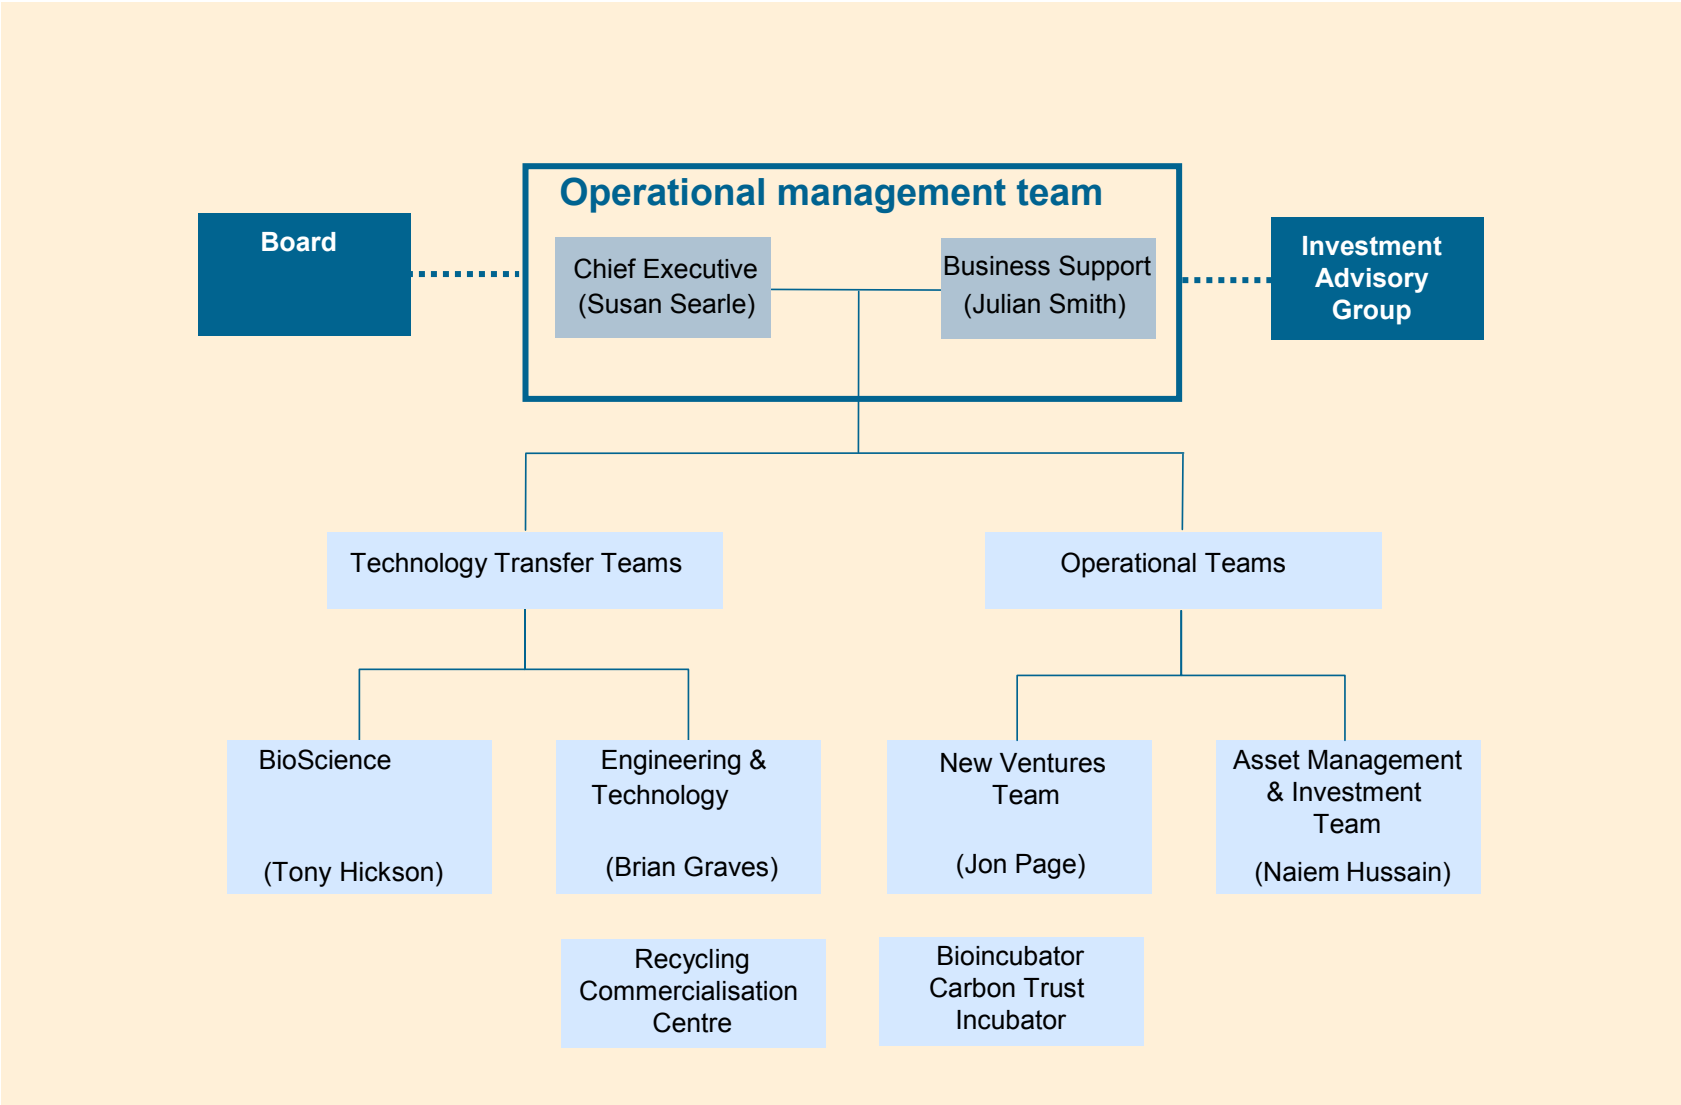 Operational management team
Board
Chief Executive
(Susan Searle)
Business Support
(Julian Smith)
Investment
Advisory
Group
Technology Transfer Teams
Operational Teams
BioScience
(Tony Hickson)
Engineering &
Technology
(Brian Graves)
New Ventures
Team
(Jon Page)
Asset Management
& Investment
Team
(Naiem Hussain)
Recycling
Commercialisation
Centre
Bioincubator
Carbon Trust
Incubator